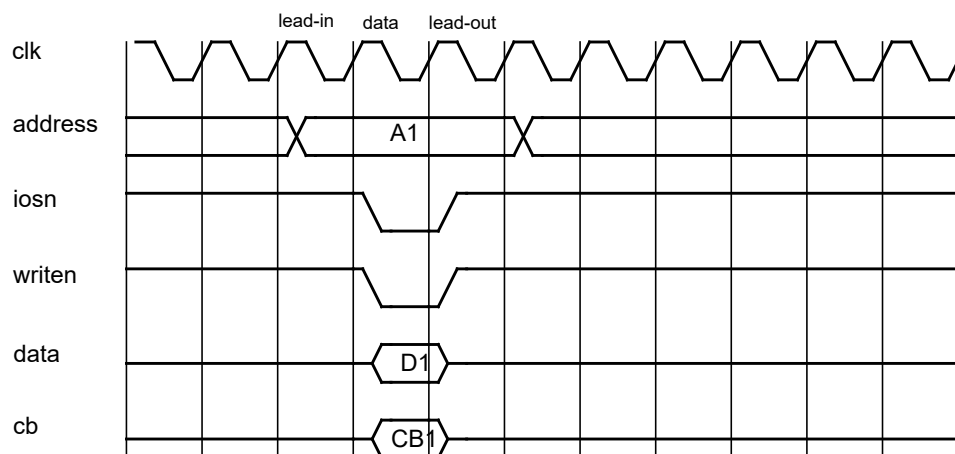 lead-in data lead-out
clk
address A1
iosn
writen
data D1
cb CB1